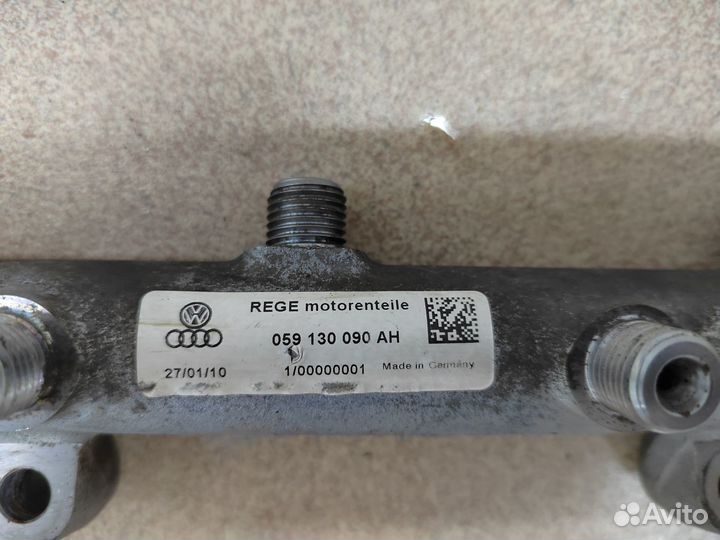 REGE motorenteile
059 130 090 AH
27/01/10 1/00000001 Made in Germany
Avito